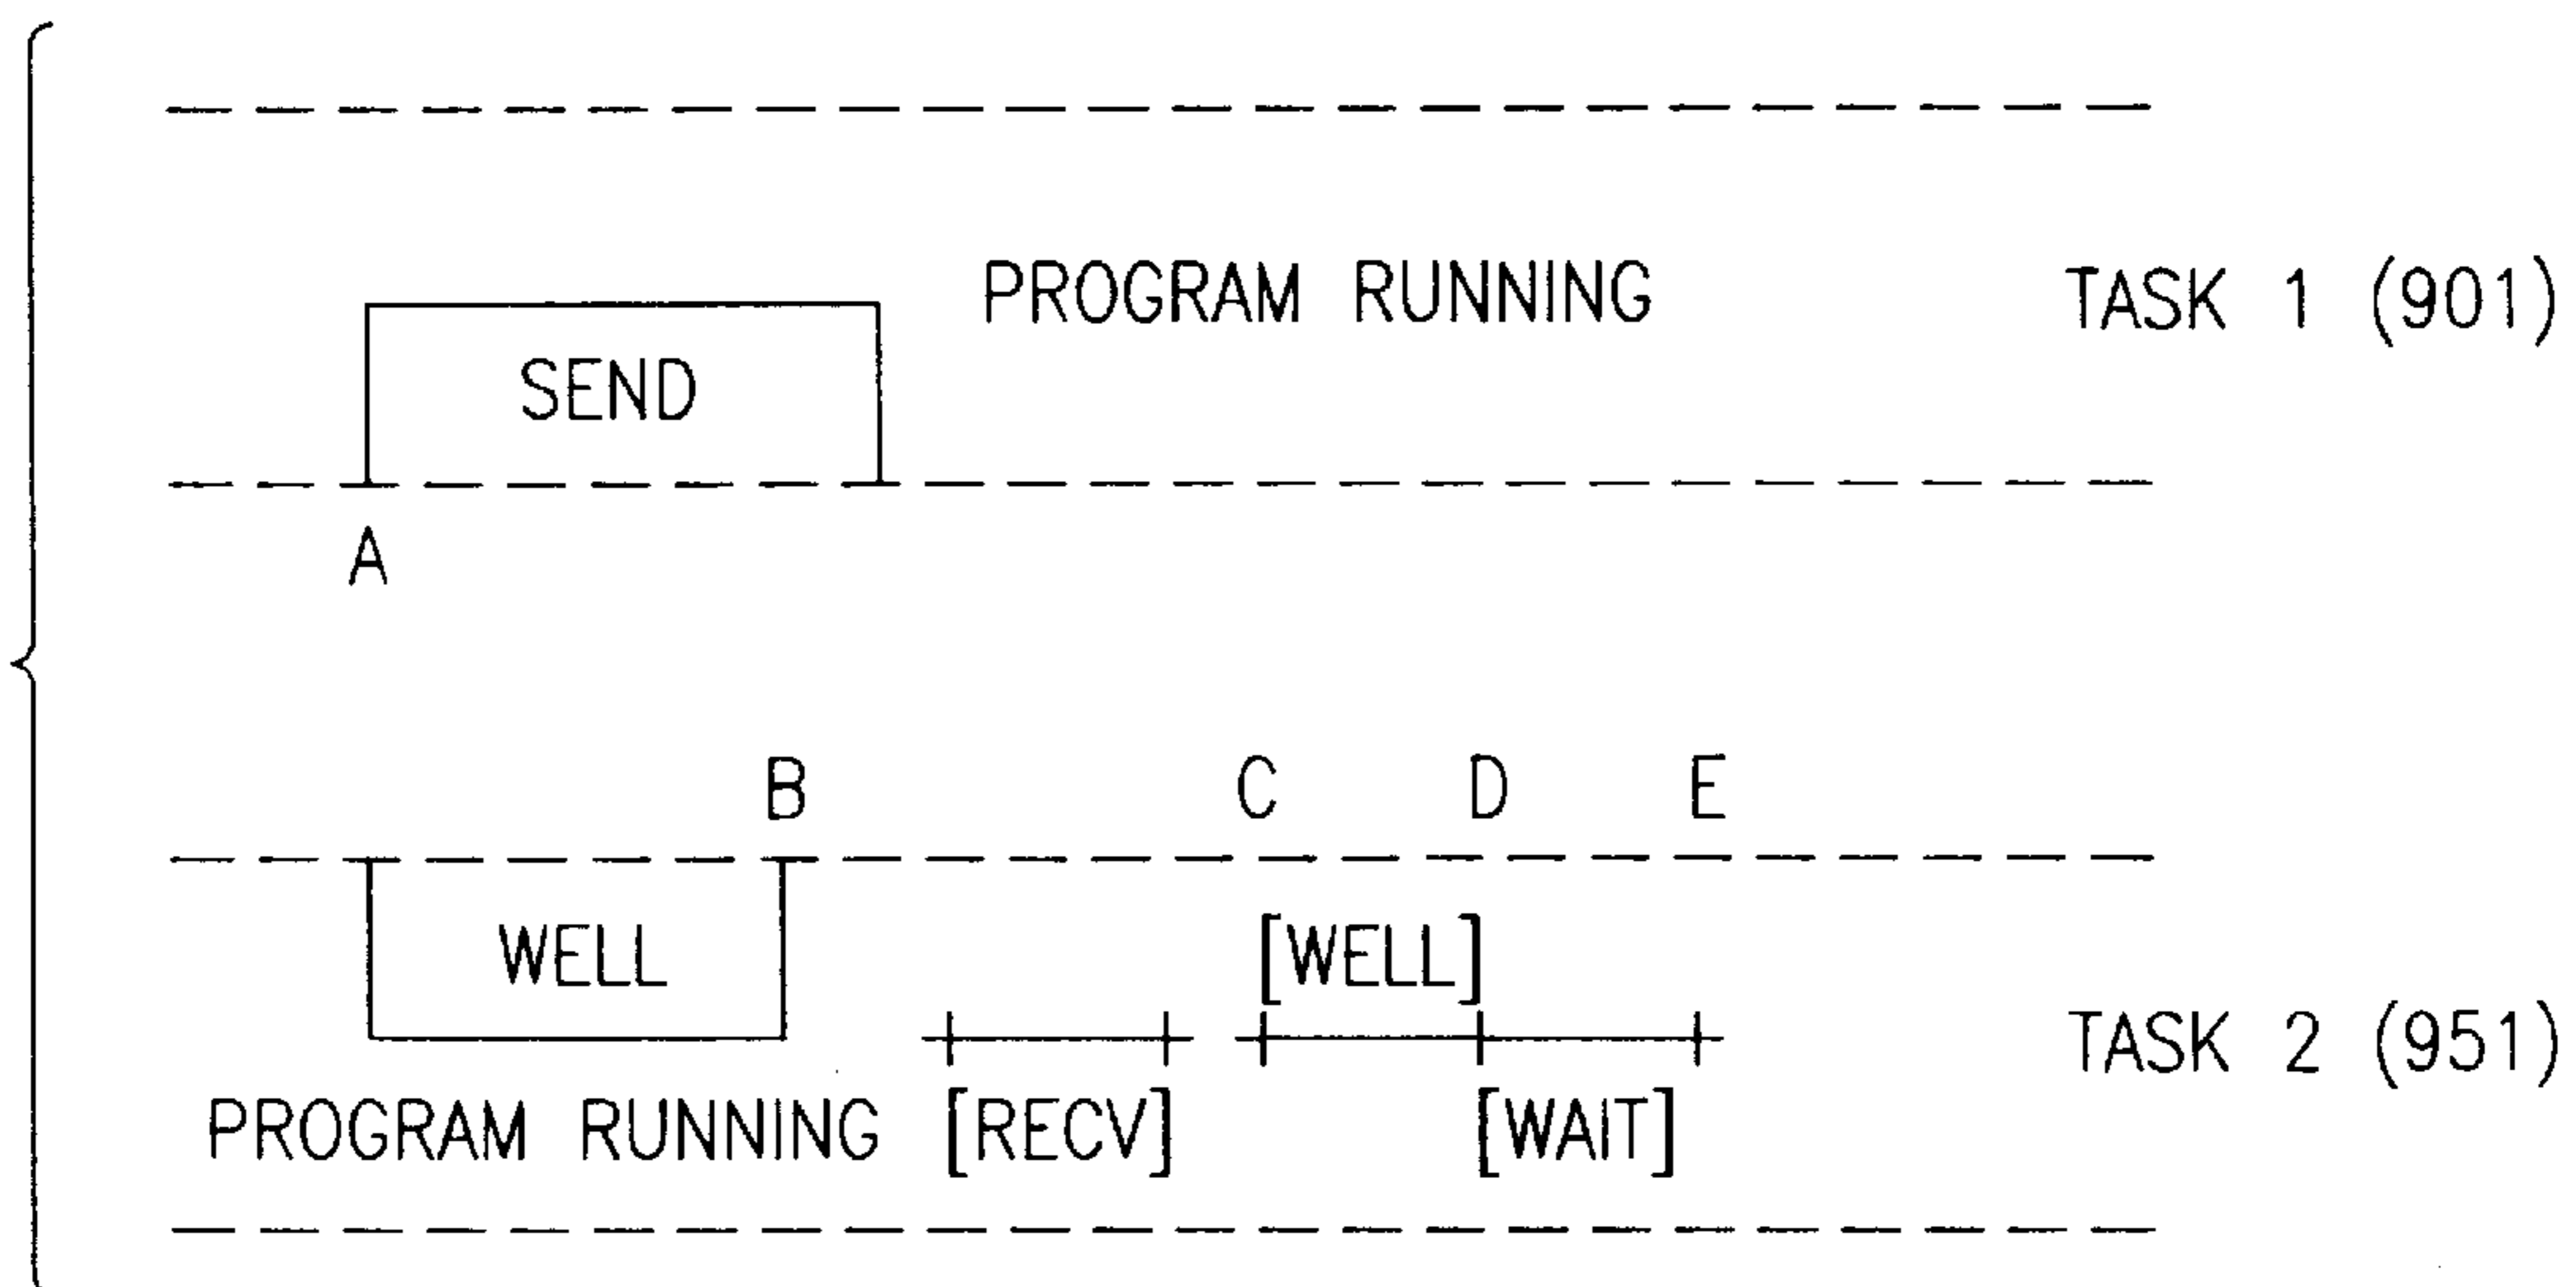 PROGRAM RUNNING
TASK 1 (901)
SEND
A
B C D E
WELL
[WELL]
TASK 2 (951)
PROGRAM RUNNING
[RECV]
[WAIT]